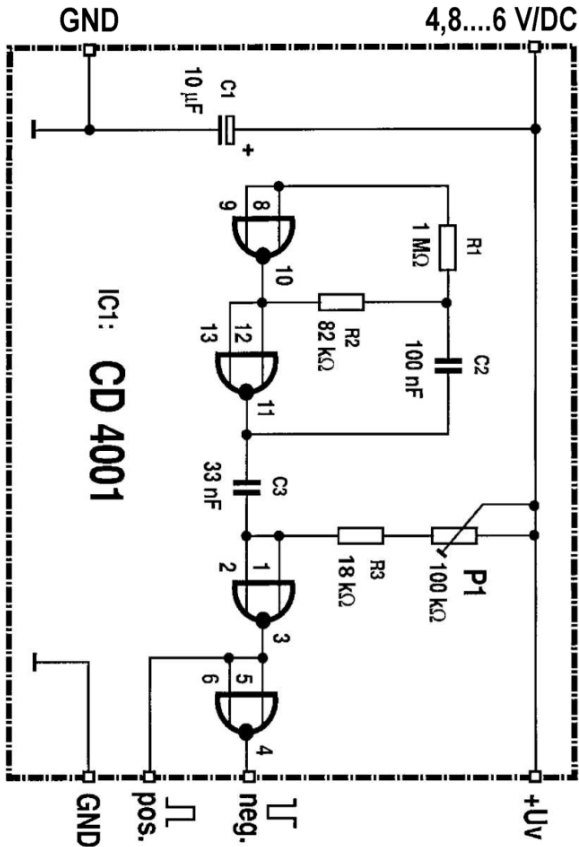 GND
4,8....6 V/DC
C1
10 µF
+
9
8
10
R1
1 MΩ
R2
82 kΩ
C2
100 nF
13
12
11
IC1:
CD 4001
C3
33 nF
2
1
3
R3
18 kΩ
P1
100 kΩ
6
5
4
GND
pos.
neg.
+Uv